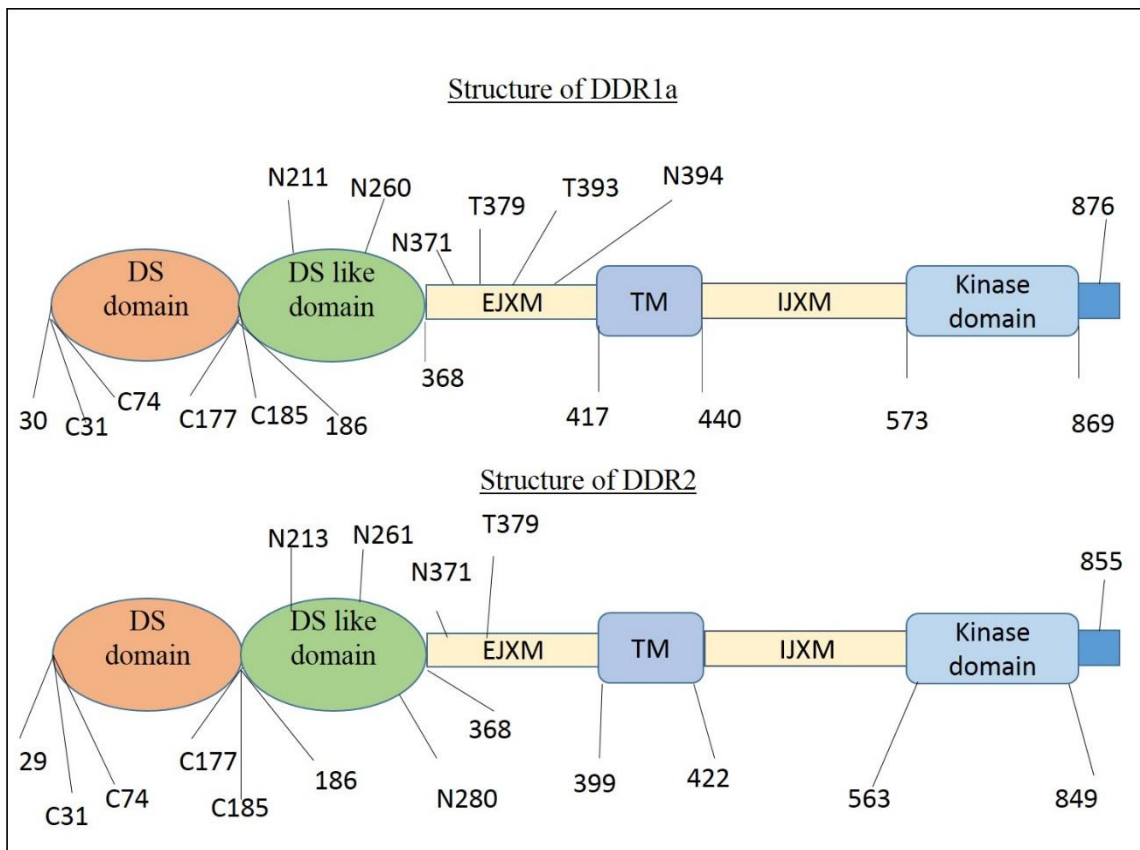 Structure of DDR1a
N211
N260
T379
T393
N394
N371
876
DS
domain
DS like
domain
EJXM
TM
IJXM
Kinase
domain
30
C31
C74
C177
C185
186
368
417
440
573
869
Structure of DDR2
N213
N261
T379
N371
855
DS
domain
DS like
domain
EJXM
TM
IJXM
Kinase
domain
29
C31
C74
C177
C185
186
368
N280
399
422
563
849